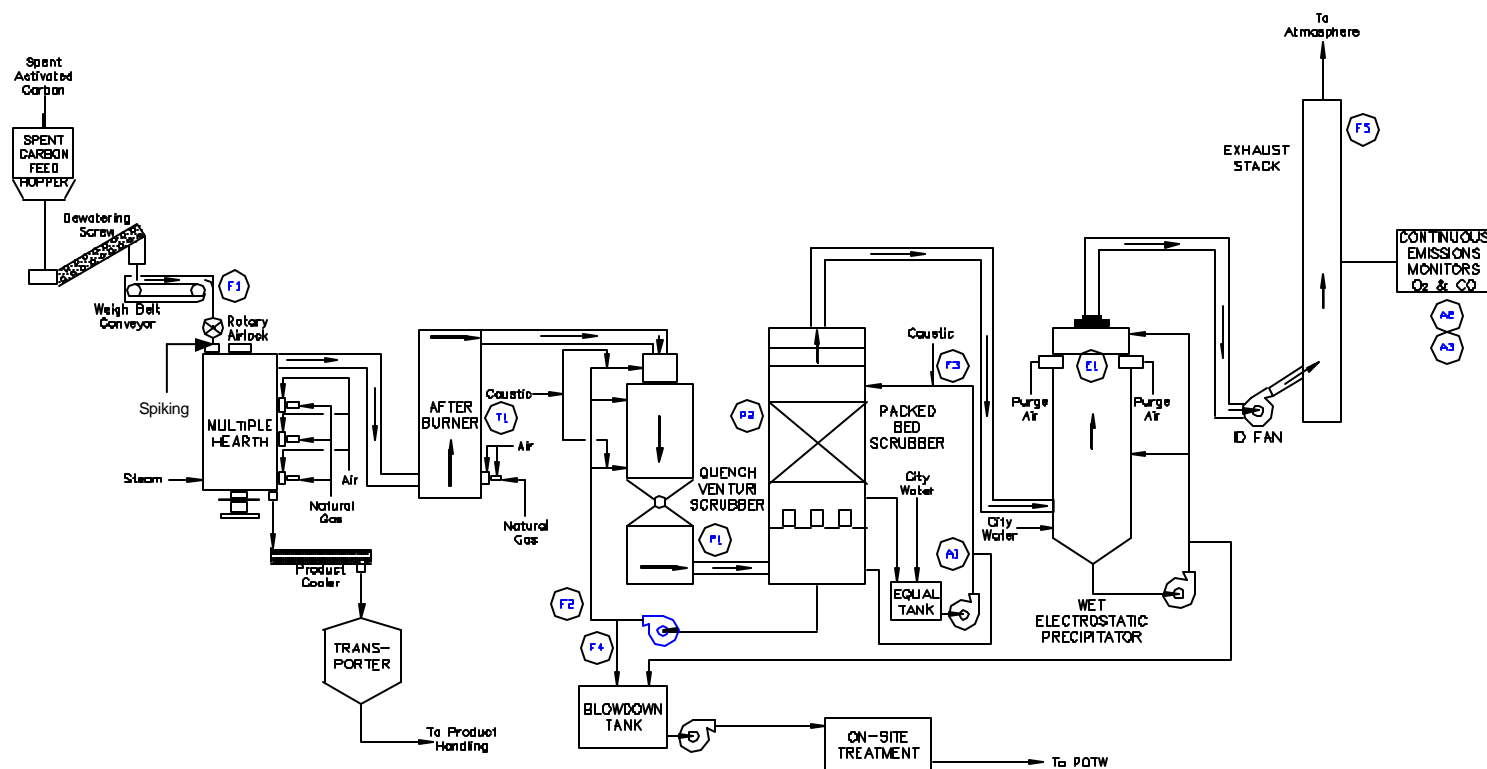 To
Atmosphere
Spent
Activated
Carbon
SPENT
CARBON
FEED
HOPPER
Dewatering
Screw
Weigh Belt
Conveyor
F1
Rotary
Airlock
Spiking
MULTIPLE
HEARTH
Steam
Air
Natural
Gas
Product
Cooler
TRANS-
PORTER
To Product
Handling
AFTER
BURNER
T1
Air
Natural
Gas
Caustic
QUENCH
VENTURI
SCRUBBER
P1
F2
F4
BLOWDOWN
TANK
ON-SITE
TREATMENT
To POTW
P2
PACKED
BED
SCRUBBER
Caustic
F3
City
Water
A1
EQUAL
TANK
City
Water
Purge
Air
E1
Purge
Air
WET
ELECTROSTATIC
PRECIPITATOR
ID FAN
EXHAUST
STACK
F5
CONTINUOUS
EMISSIONS
MONITORS
O2 & CO
A2
A3